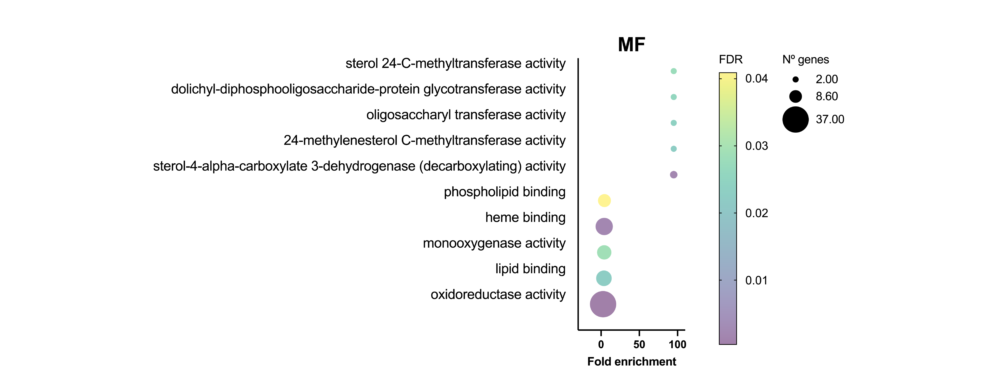 MF
sterol 24-C-methyltransferase activity
dolichyl-diphosphooligosaccharide-protein glycotransferase activity
oligosaccharyl transferase activity
24-methylenesterol C-methyltransferase activity
sterol-4-alpha-carboxylate 3-dehydrogenase (decarboxylating) activity
phospholipid binding
heme binding
monooxygenase activity
lipid binding
oxidoreductase activity
0 50 100
Fold enrichment
FDR
0.04
0.03
0.02
0.01
Nº genes
2.00
8.60
37.00